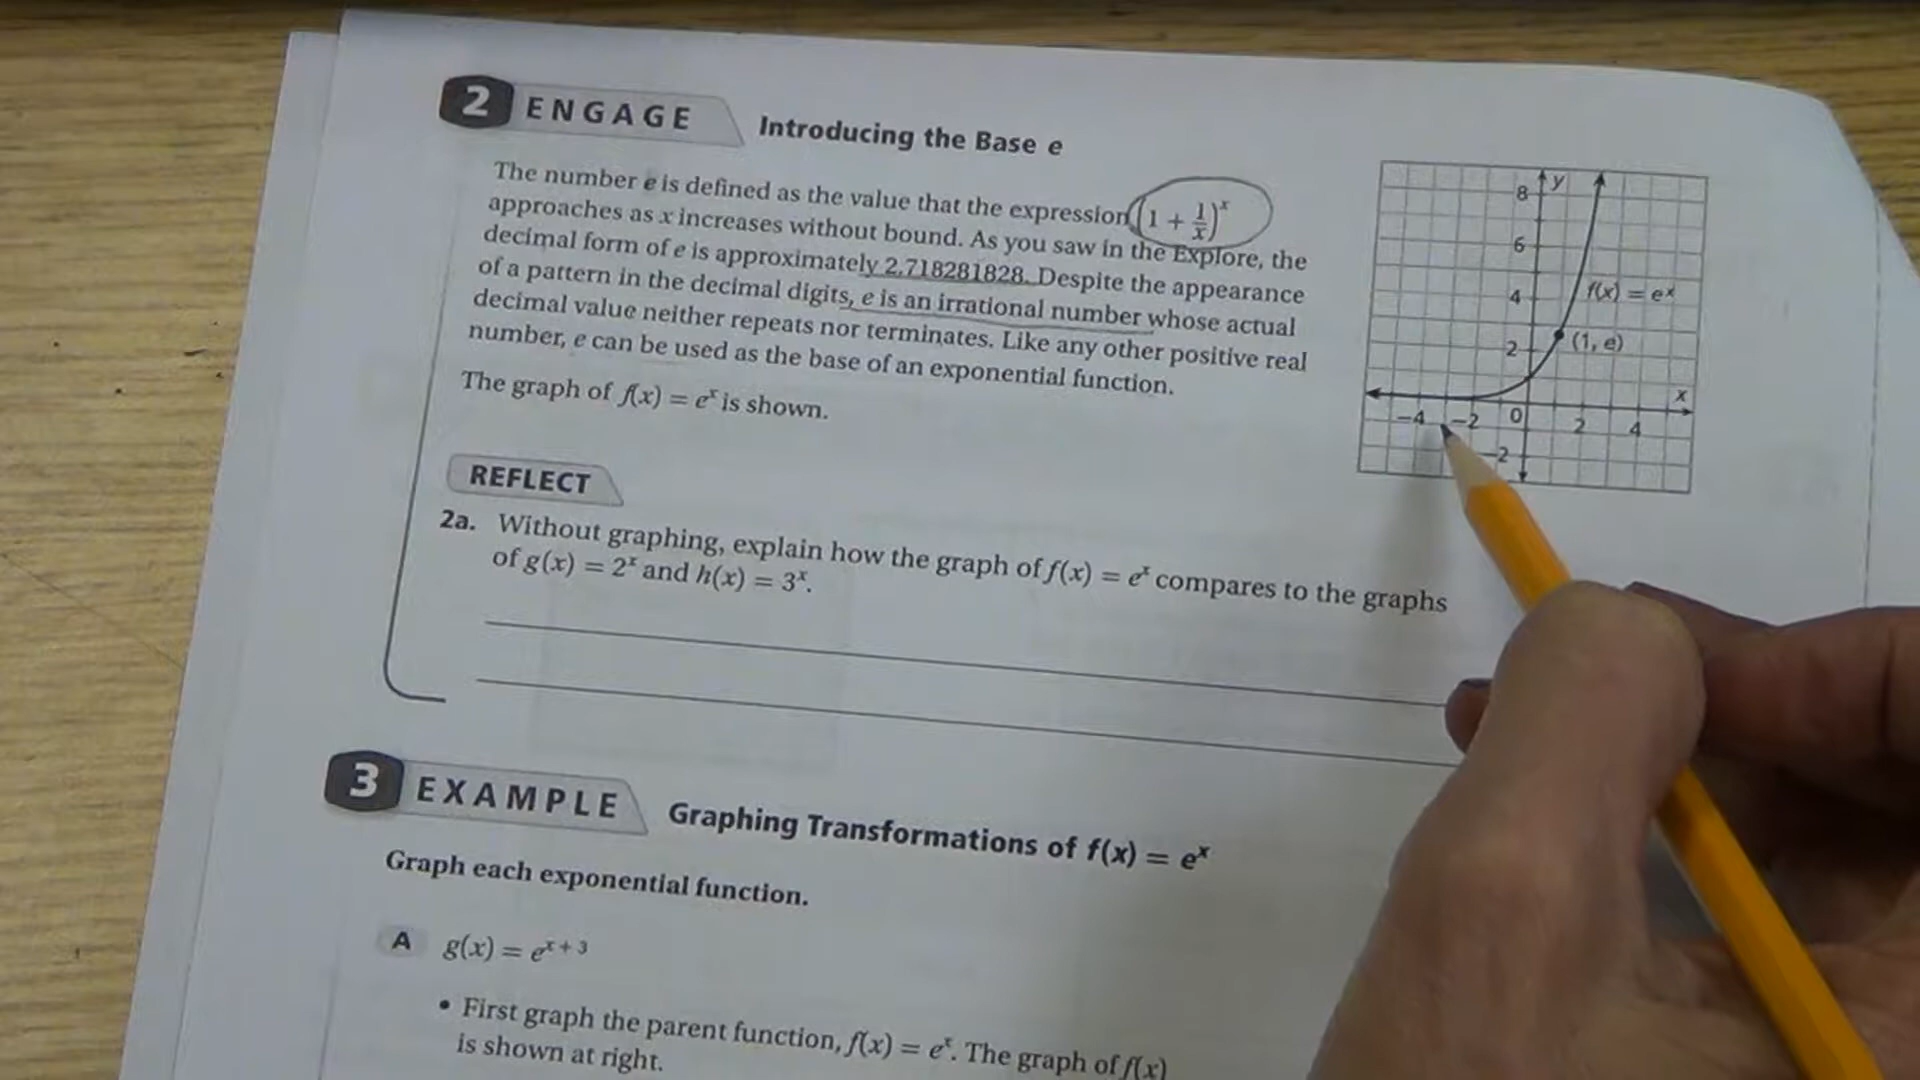 2 ENGAGE Introducing the Base e
The number e is defined as the value that the expression (1 + 1/x)^x
approaches as x increases without bound. As you saw in the Explore, the
decimal form of e is approximately 2.718281828. Despite the appearance
of a pattern in the decimal digits, e is an irrational number whose actual
decimal value neither repeats nor terminates. Like any other positive real
number, e can be used as the base of an exponential function.
The graph of f(x) = e^x is shown.
8 y
6
4 f(x) = e^x
2 (1, e)
x
-4 -2 0 2 4
-2
REFLECT
2a. Without graphing, explain how the graph of f(x) = e^x compares to the graphs
of g(x) = 2^x and h(x) = 3^x.
3 EXAMPLE Graphing Transformations of f(x) = e^x
Graph each exponential function.
A g(x) = e^(x + 3)
• First graph the parent function, f(x) = e^x. The graph of f(x)
is shown at right.